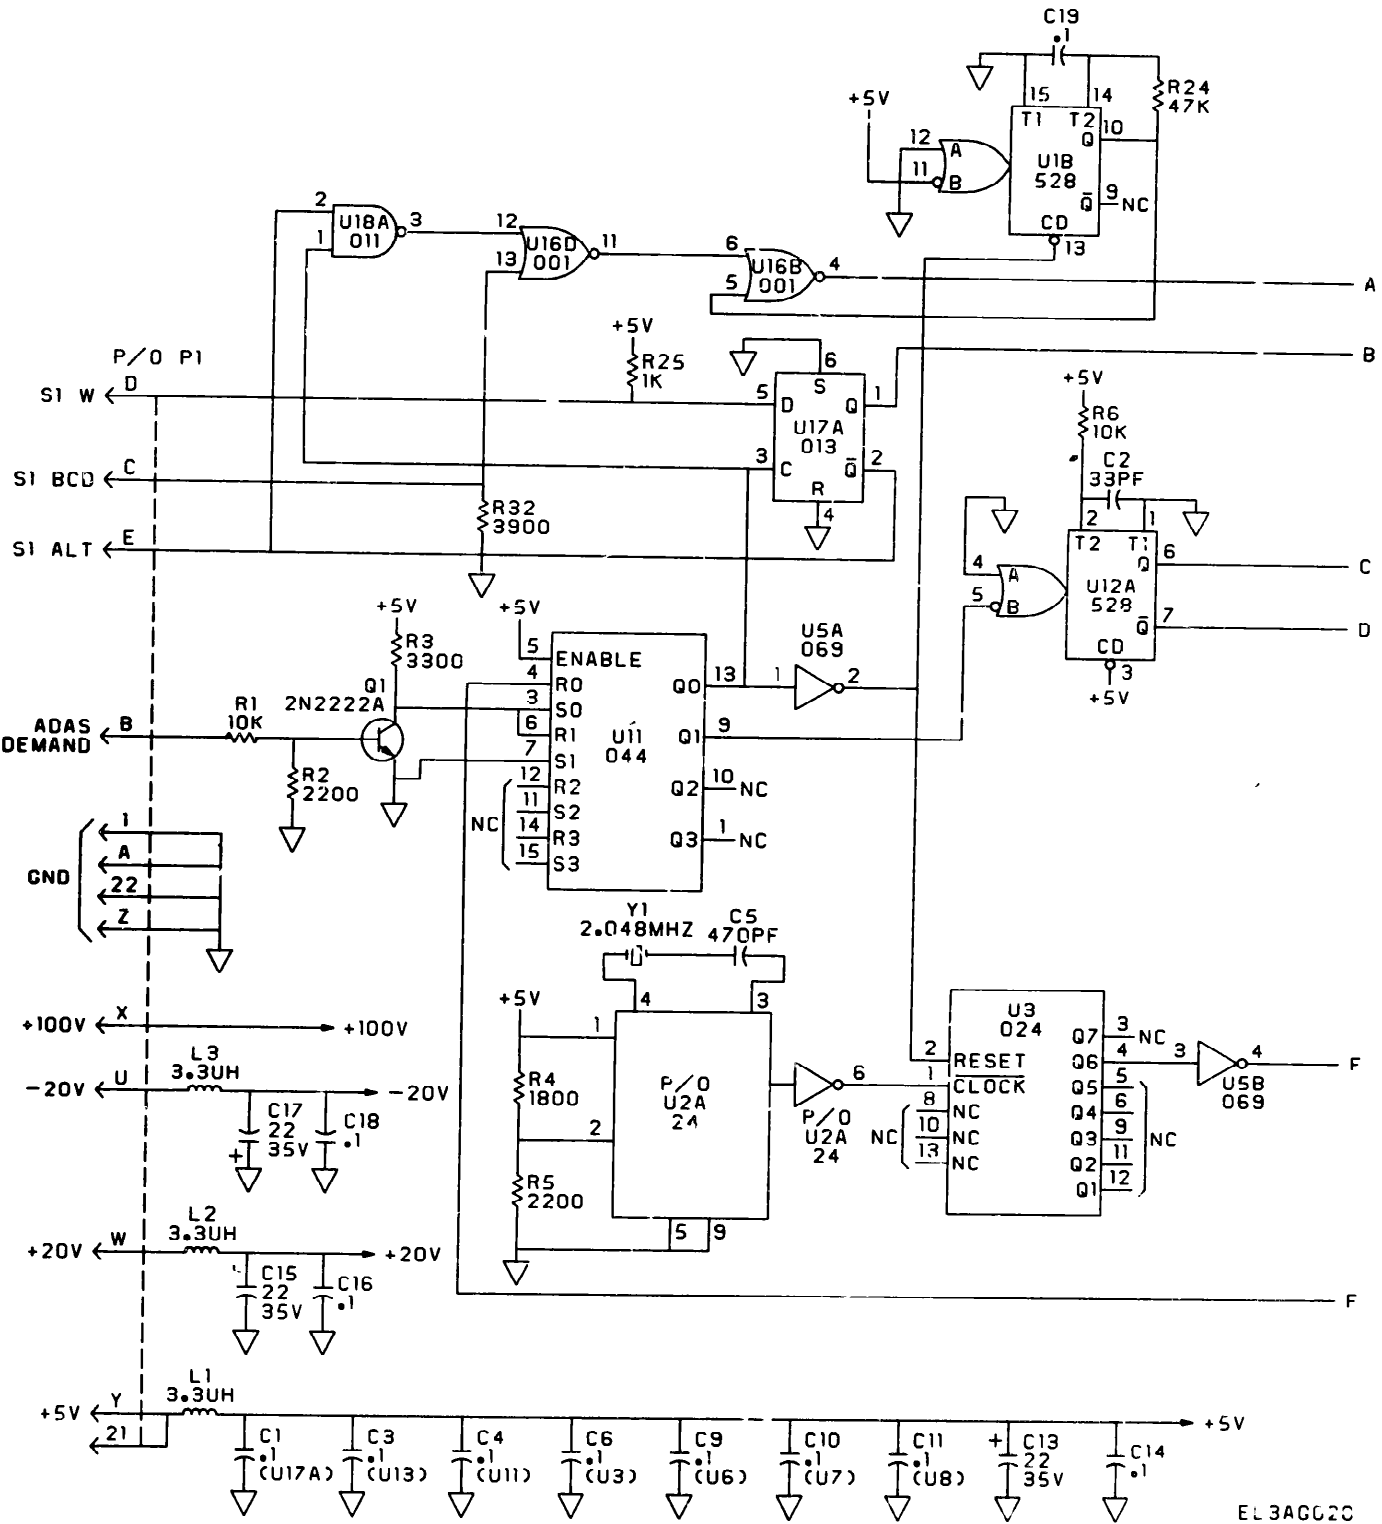 C19
.1
R24
47K
+5V
15
14
T1
T2
10
Q
12
A
11
B
U1B
528
9
Q̄
NC
CD
13
2
1
U18A
011
3
12
13
U16D
001
11
6
5
U16B
001
4
A
P/O P1
+5V
R25
1K
6
S
B
S1 W
D
5
D
Q
1
U17A
013
3
C
Q̄
2
R
4
S1 BCD
C
R32
3900
S1 ALT
E
+5V
R6
10K
C2
33PF
2
1
T2
T1
4
A
5
B
U12A
528
Q
6
C
Q̄
7
D
CD
3
+5V
+5V
R3
3300
+5V
5
ENABLE
4
R0
3
S0
6
R1
7
S1
12
R2
11
S2
14
R3
15
S3
NC
U11
044
Q0
13
Q1
9
Q2
10
NC
Q3
1
NC
U5A
069
1
2
Q1
2N2222A
R1
10K
ADAS
DEMAND
B
R2
2200
GND
1
A
22
Z
Y1
2.048MHZ
C5
470PF
+5V
4
3
1
2
R4
1800
R5
2200
P/O
U2A
24
5
9
6
P/O
U2A
24
U3
024
2
RESET
1
CLOCK
8
NC
10
NC
13
NC
NC
Q7
3
NC
Q6
4
Q5
5
Q4
6
Q3
9
Q2
11
Q1
12
NC
3
4
U5B
069
F
+100V
X
+100V
-20V
U
L3
3.3UH
-20V
C17
22
35V
+
C18
.1
+20V
W
L2
3.3UH
+20V
C15
22
35V
C16
.1
F
+5V
Y
21
L1
3.3UH
+5V
C1
.1
(U17A)
C3
.1
(U13)
C4
.1
(U11)
C6
.1
(U3)
C9
.1
(U6)
C10
.1
(U7)
C11
.1
(U8)
+
C13
22
35V
C14
.1